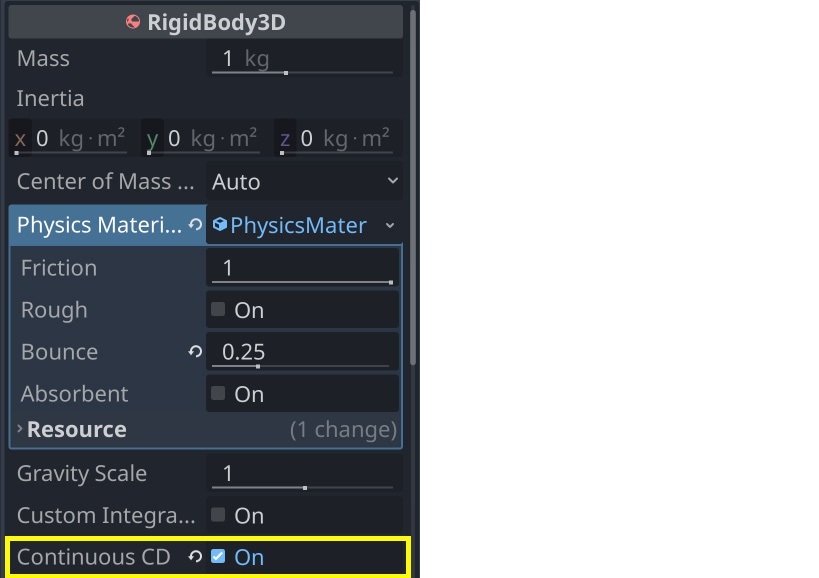 RigidBody3D
Mass 1 kg
Inertia
x 0 kg·m² y 0 kg·m² z 0 kg·m²
Center of Mass ... Auto
Physics Materi... PhysicsMater
Friction 1
Rough On
Bounce 0.25
Absorbent On
Resource (1 change)
Gravity Scale 1
Custom Integra... On
Continuous CD On